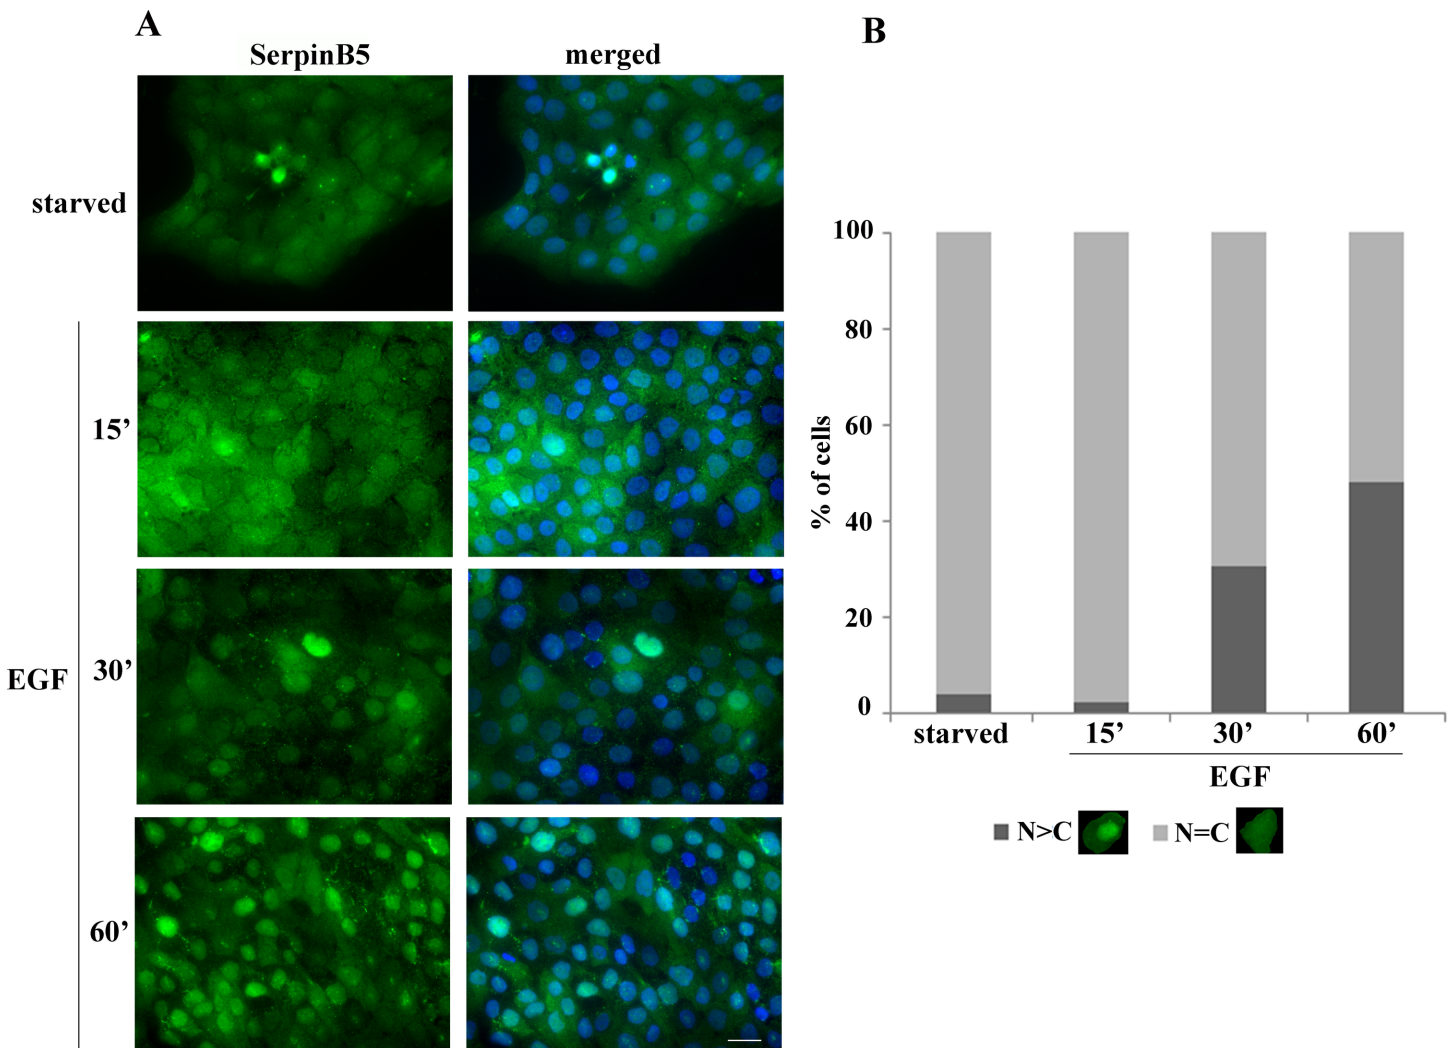 A
SerpinB5 merged
starved
EGF
15’
30’
60’
B
100
80
60
40
20
0
% of cells
starved 15’ 30’ 60’
EGF
N>C N=C